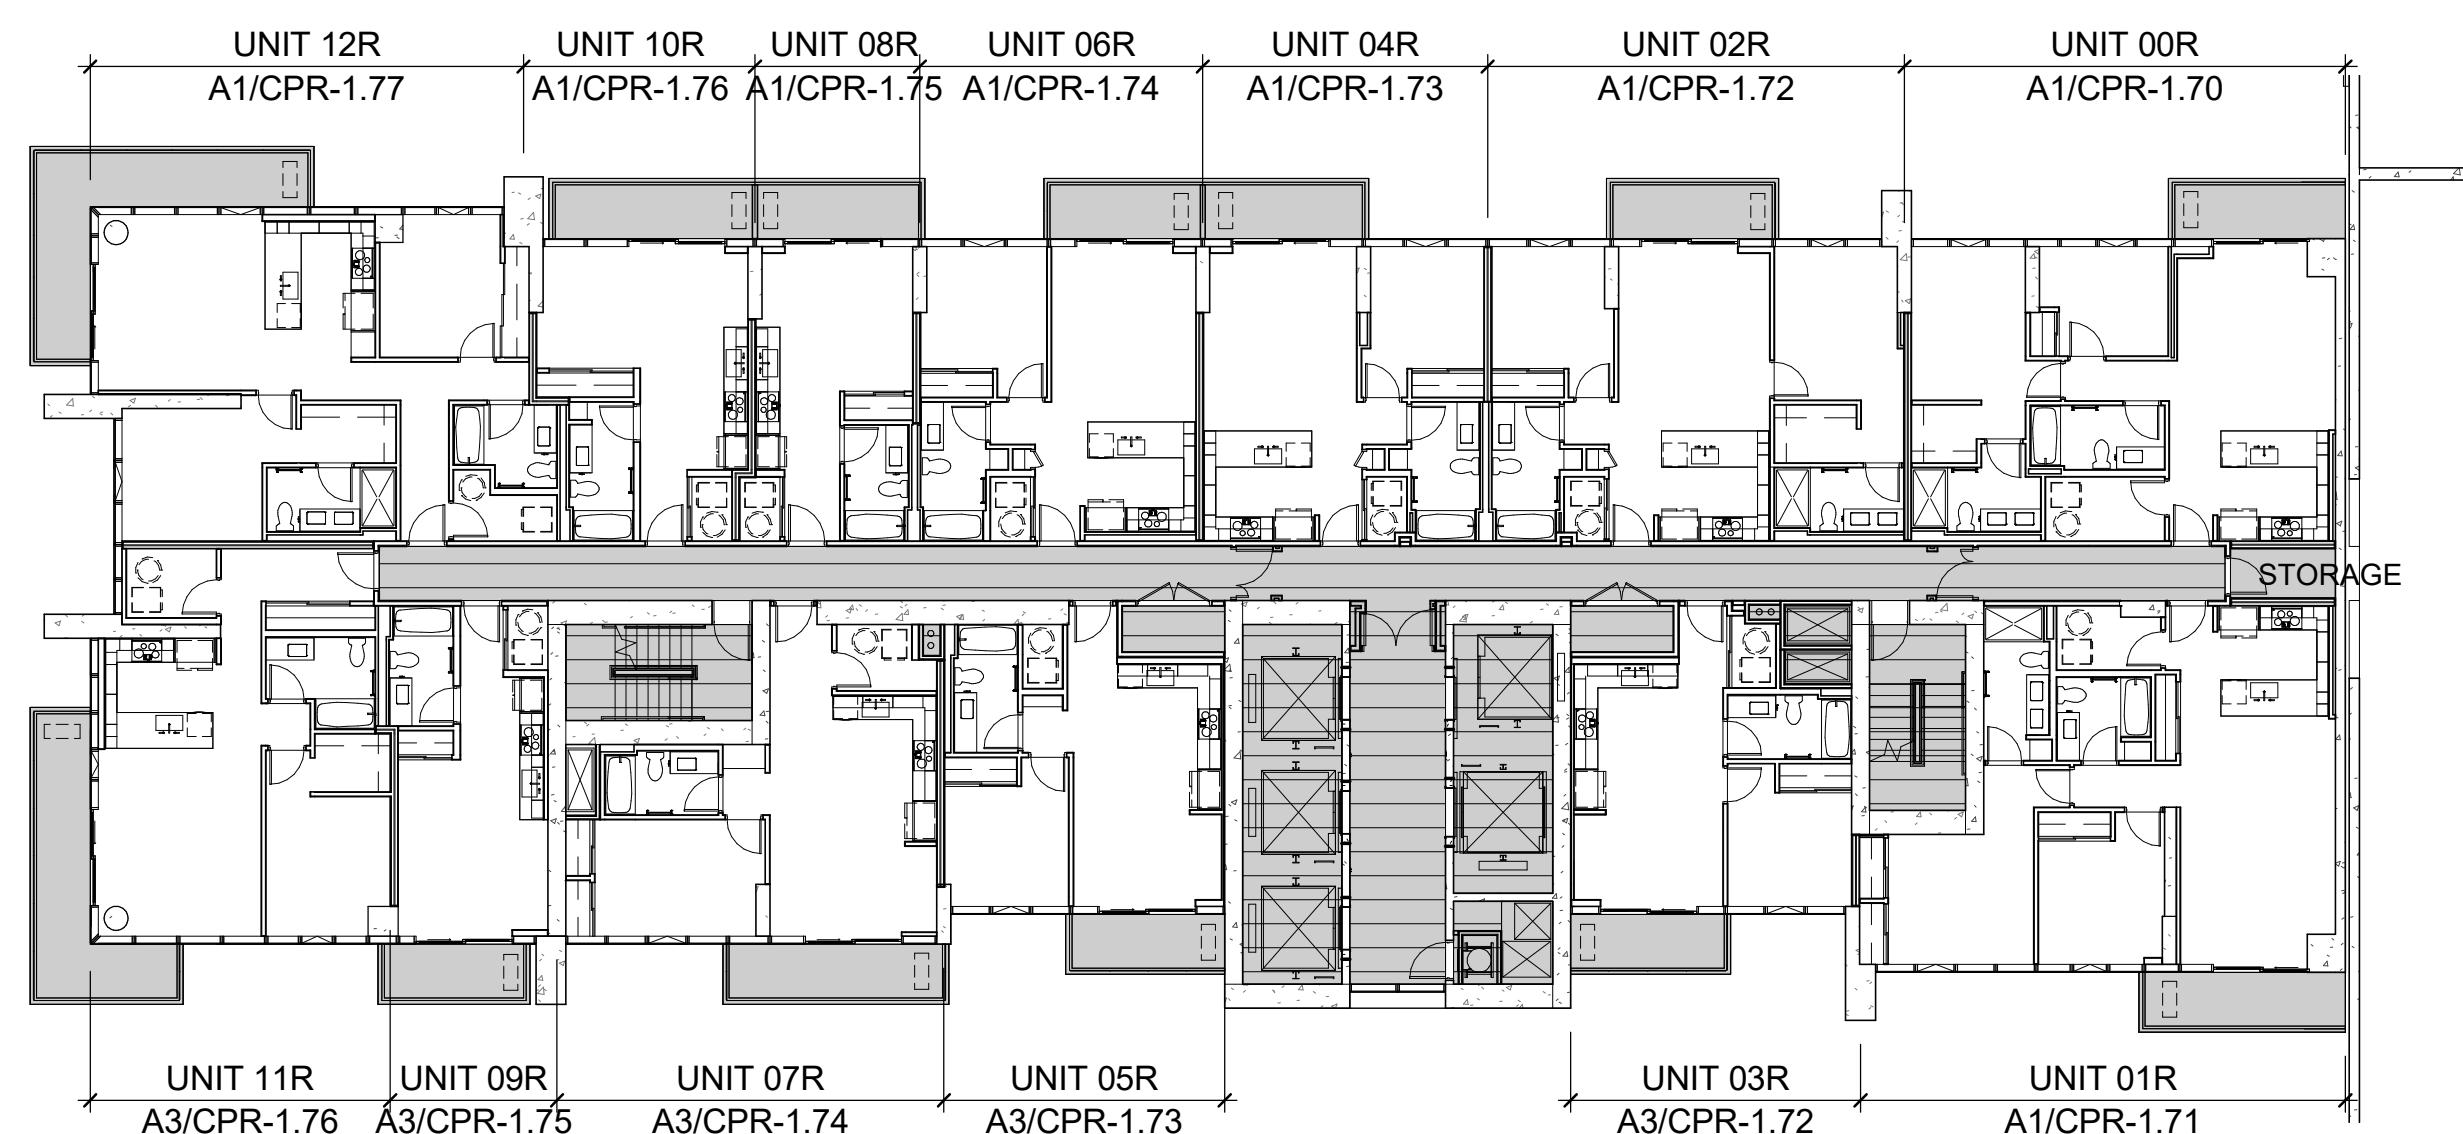 UNIT 12R
A1/CPR-1.77
UNIT 10R
A1/CPR-1.76
UNIT 08R
A1/CPR-1.75
UNIT 06R
A1/CPR-1.74
UNIT 04R
A1/CPR-1.73
UNIT 02R
A1/CPR-1.72
UNIT 00R
A1/CPR-1.70
STORAGE
UNIT 11R
A3/CPR-1.76
UNIT 09R
A3/CPR-1.75
UNIT 07R
A3/CPR-1.74
UNIT 05R
A3/CPR-1.73
UNIT 03R
A3/CPR-1.72
UNIT 01R
A1/CPR-1.71